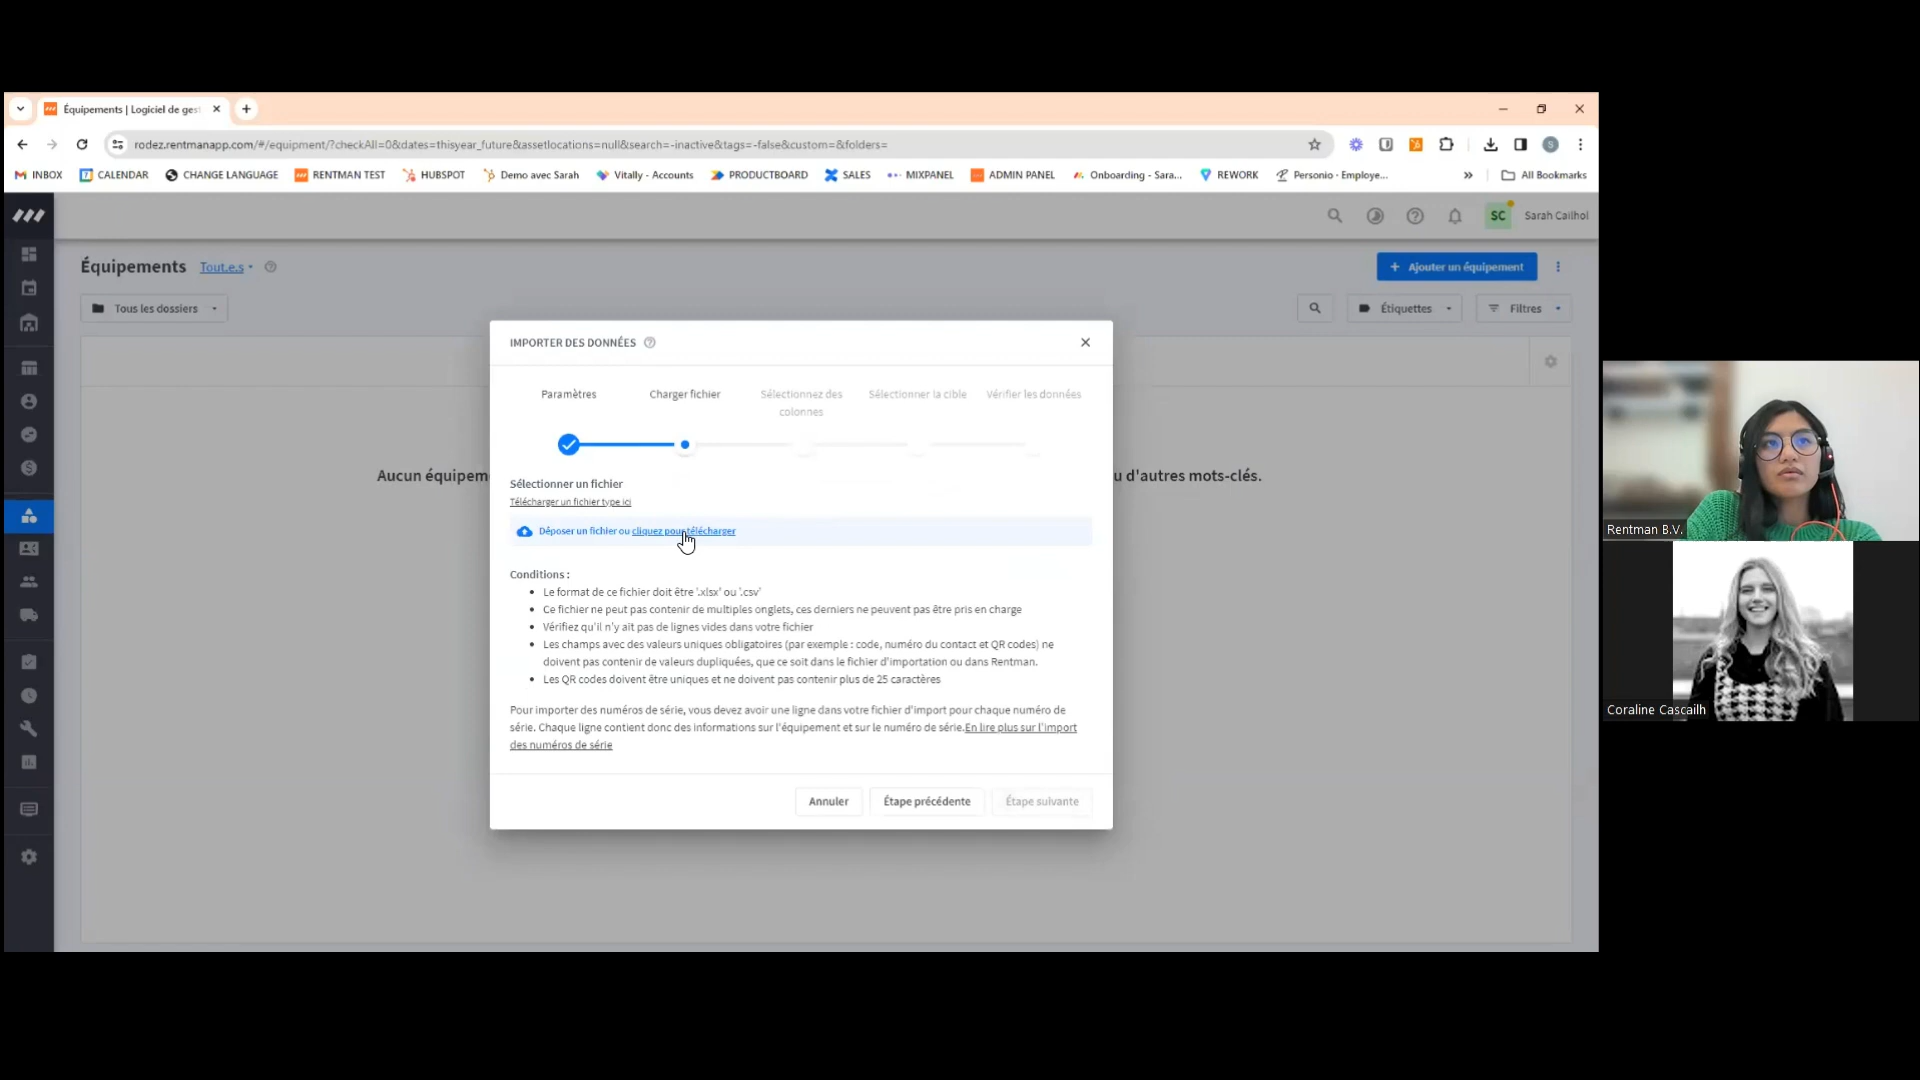 Équipements | Logiciel de ges
rodez.rentmanapp.com/#/equipment/?checkAll=0&dates=thisyear_future&assetlocations=null&search=-inactive&tags=-false&custom=&folders=
INBOX CALENDAR CHANGE LANGUAGE RENTMAN TEST HUBSPOT Demo avec Sarah Vitally - Accounts PRODUCTBOARD SALES MIXPANEL ADMIN PANEL Onboarding - Sara... REWORK Personio - Employe... » All Bookmarks
SC Sarah Cailhol
Équipements Tout.e.s + Ajouter un équipement
Tous les dossiers Étiquettes Filtres
IMPORTER DES DONNÉES
Paramètres Charger fichier Sélectionnez des colonnes Sélectionner la cible Vérifier les données
Aucun équipem u d'autres mots-clés.
Sélectionner un fichier
Télécharger un fichier type ici
Déposer un fichier ou cliquez pour télécharger
Conditions :
• Le format de ce fichier doit être '.xlsx' ou '.csv'
• Ce fichier ne peut pas contenir de multiples onglets, ces derniers ne peuvent pas être pris en charge
• Vérifiez qu'il n'y ait pas de lignes vides dans votre fichier
• Les champs avec des valeurs uniques obligatoires (par exemple : code, numéro du contact et QR codes) ne
doivent pas contenir de valeurs dupliquées, que ce soit dans le fichier d'importation ou dans Rentman.
• Les QR codes doivent être uniques et ne doivent pas contenir plus de 25 caractères
Pour importer des numéros de série, vous devez avoir une ligne dans votre fichier d'import pour chaque numéro de
série. Chaque ligne contient donc des informations sur l'équipement et sur le numéro de série.En lire plus sur l'import
des numéros de série
Annuler Étape précédente Étape suivante
Rentman B.V.
Coraline Cascailh